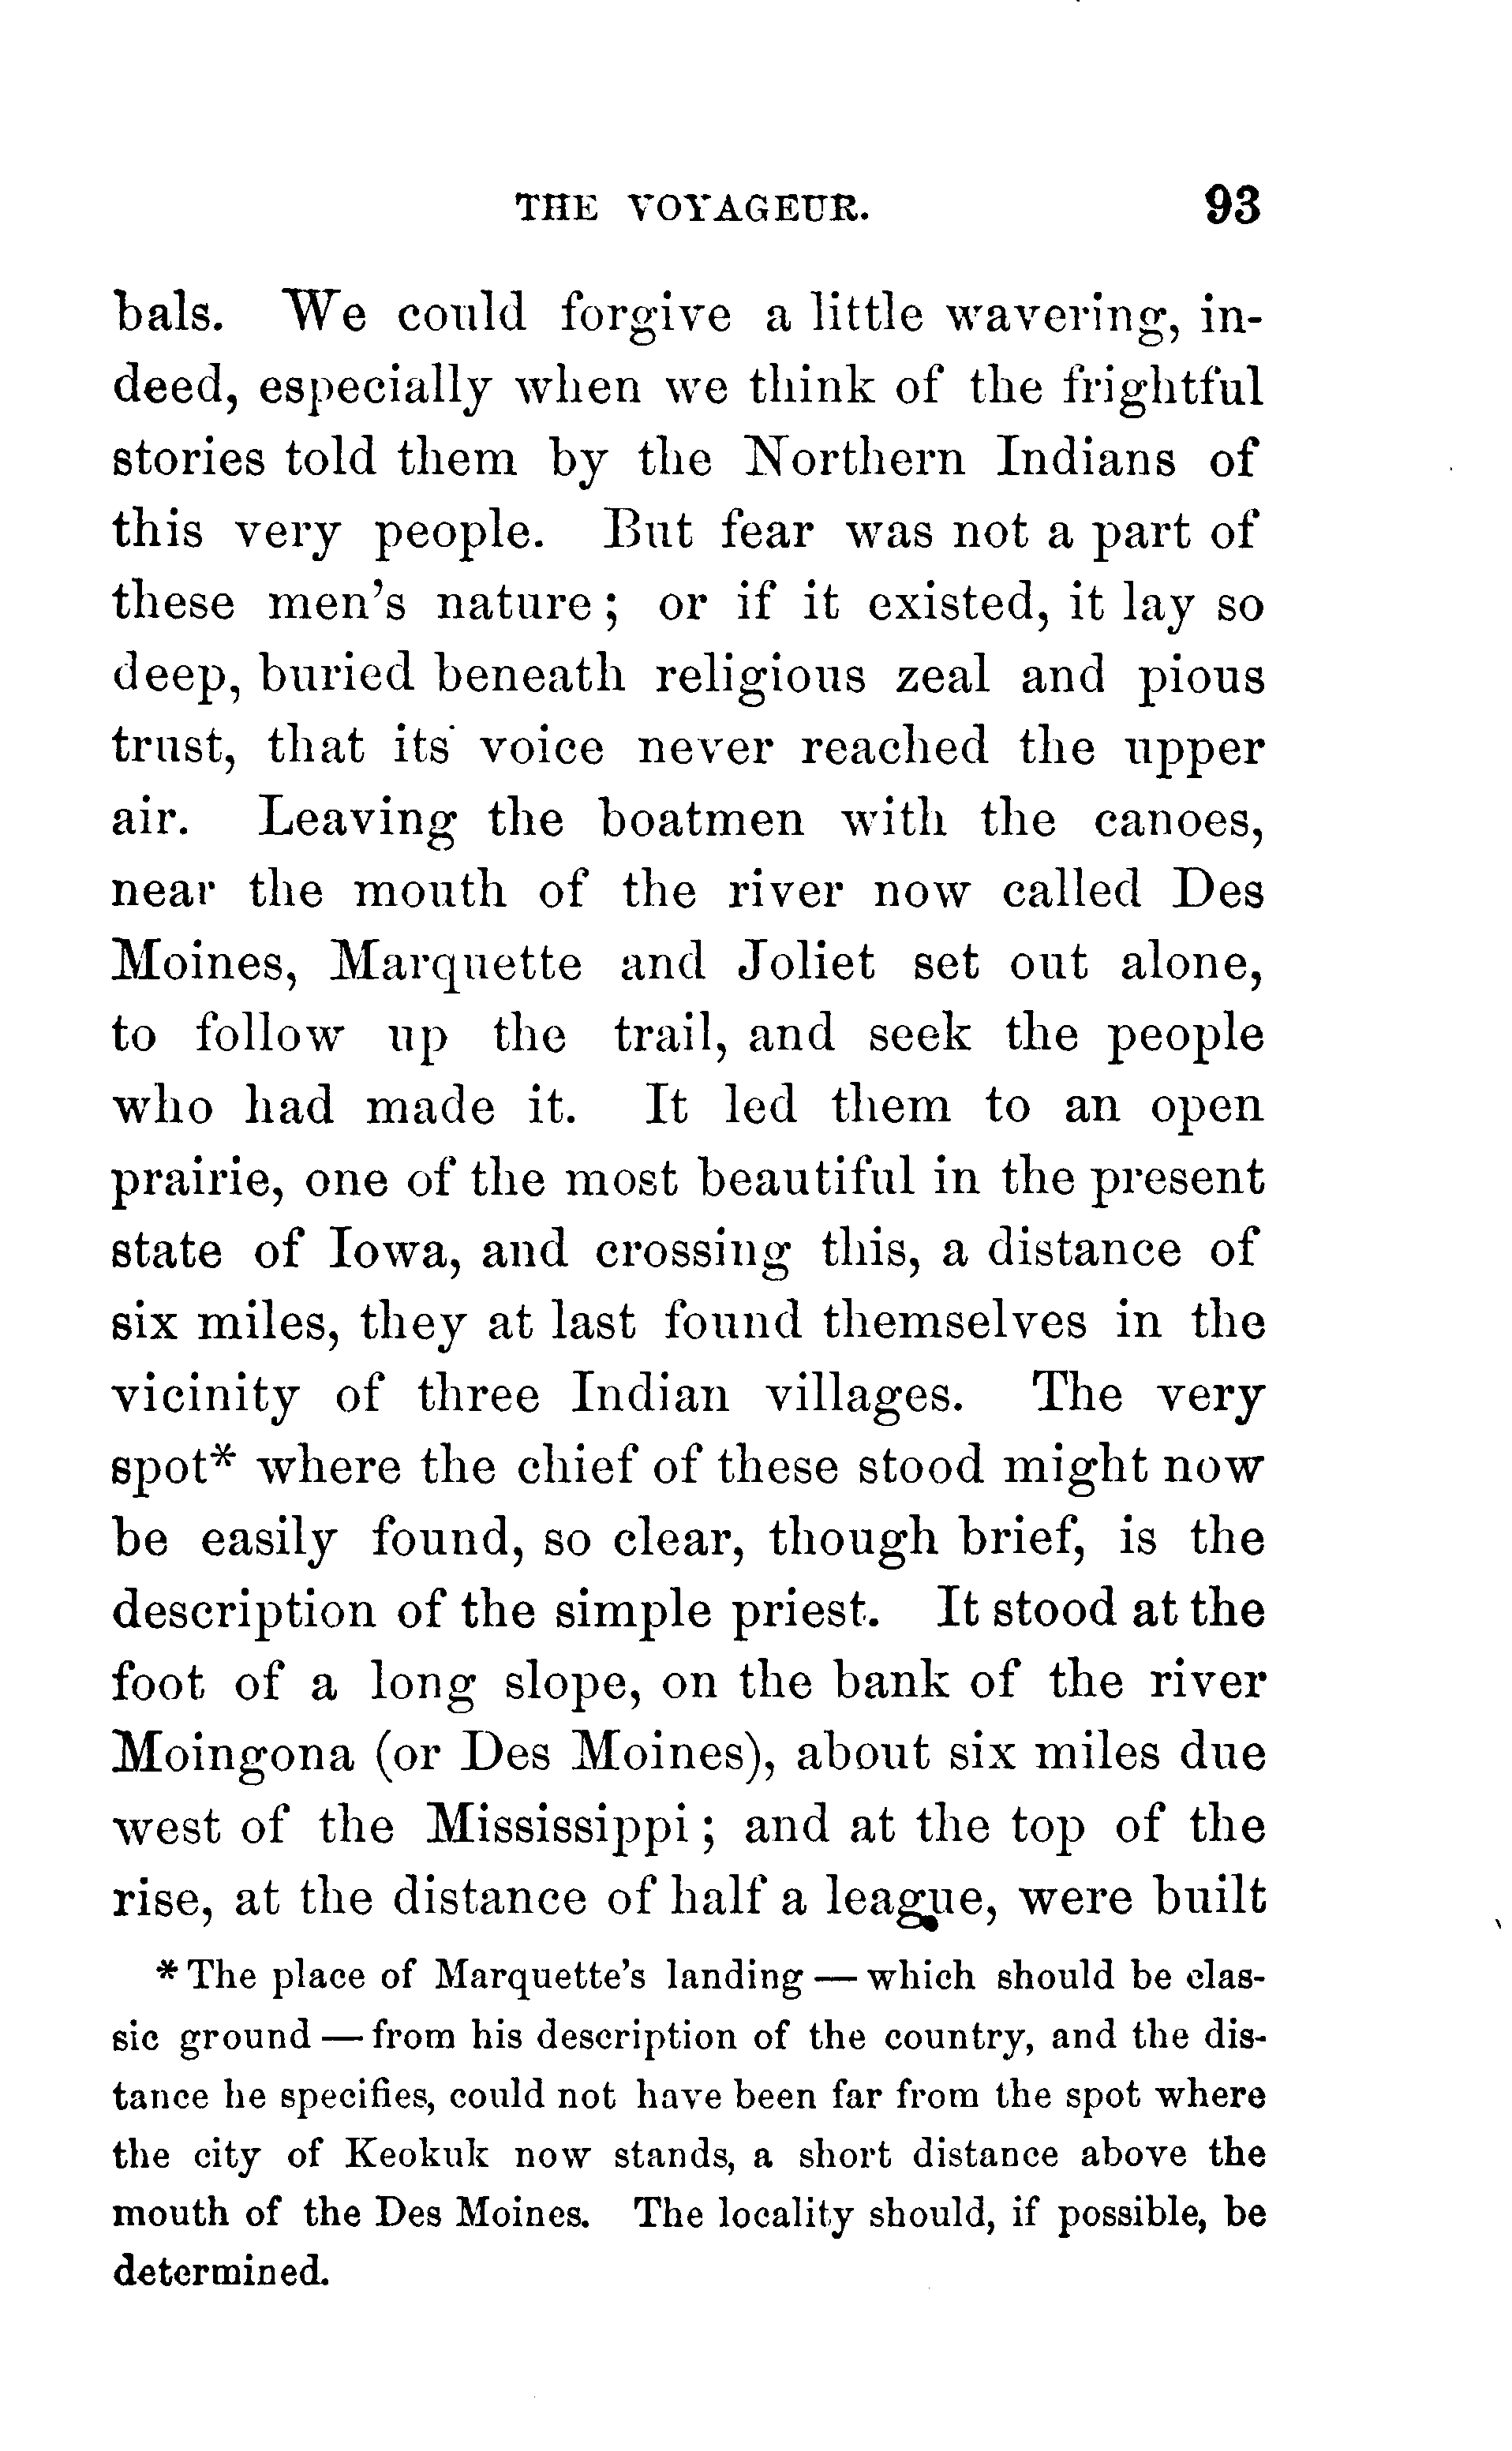 THE VOYAGEUR. 93
bals. We could forgive a little wavering, in-
deed, especially when we think of the frightful
stories told them by the Northern Indians of
this very people. But fear was not a part of
these men's nature; or if it existed, it lay so
deep, buried beneath religious zeal and pious
trust, that its voice never reached the upper
air. Leaving the boatmen with the canoes,
near the mouth of the river now called Des
Moines, Marquette and Joliet set out alone,
to follow up the trail, and seek the people
who had made it. It led them to an open
prairie, one of the most beautiful in the present
state of Iowa, and crossing this, a distance of
six miles, they at last found themselves in the
vicinity of three Indian villages. The very
spot* where the chief of these stood might now
be easily found, so clear, though brief, is the
description of the simple priest. It stood at the
foot of a long slope, on the bank of the river
Moingona (or Des Moines), about six miles due
west of the Mississippi; and at the top of the
rise, at the distance of half a league, were built
* The place of Marquette's landing — which should be clas-
sic ground — from his description of the country, and the dis-
tance he specifies, could not have been far from the spot where
the city of Keokuk now stands, a short distance above the
mouth of the Des Moines. The locality should, if possible, be
determined.